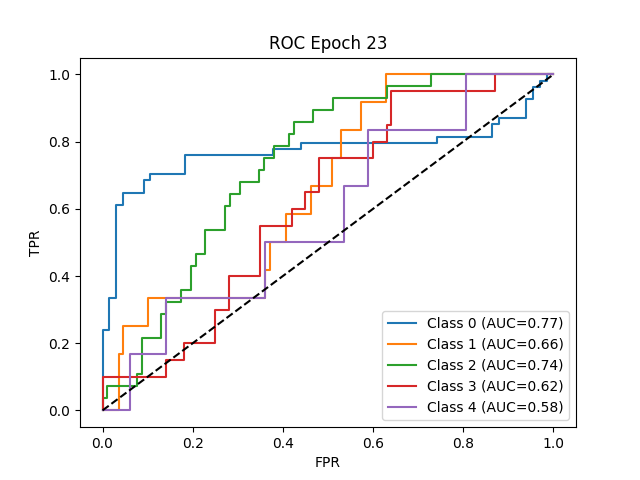 ROC Epoch 23
1.0
0.8
0.6
0.4
0.2
0.0
TPR
0.0 0.2 0.4 0.6 0.8 1.0
FPR
Class 0 (AUC=0.77)
Class 1 (AUC=0.66)
Class 2 (AUC=0.74)
Class 3 (AUC=0.62)
Class 4 (AUC=0.58)